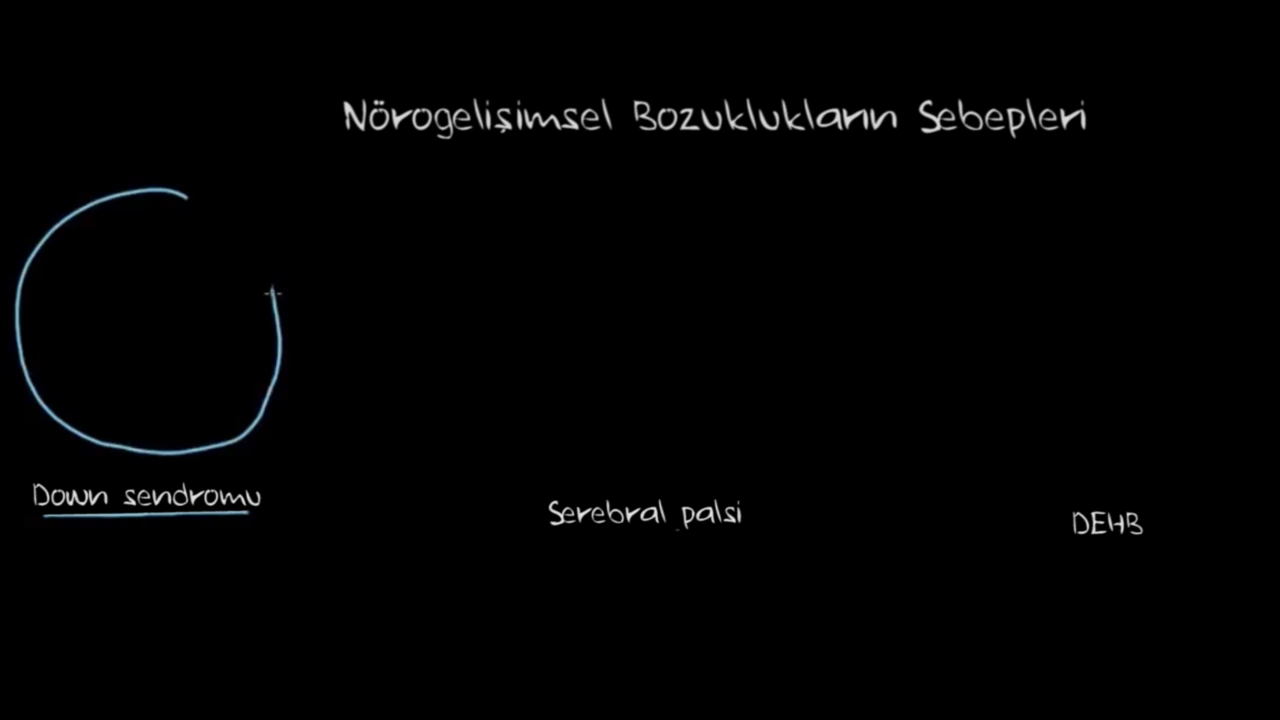 Nörogelişimsel Bozuklukların Sebepleri
Down sendromu
Serebral palsi
DEHB